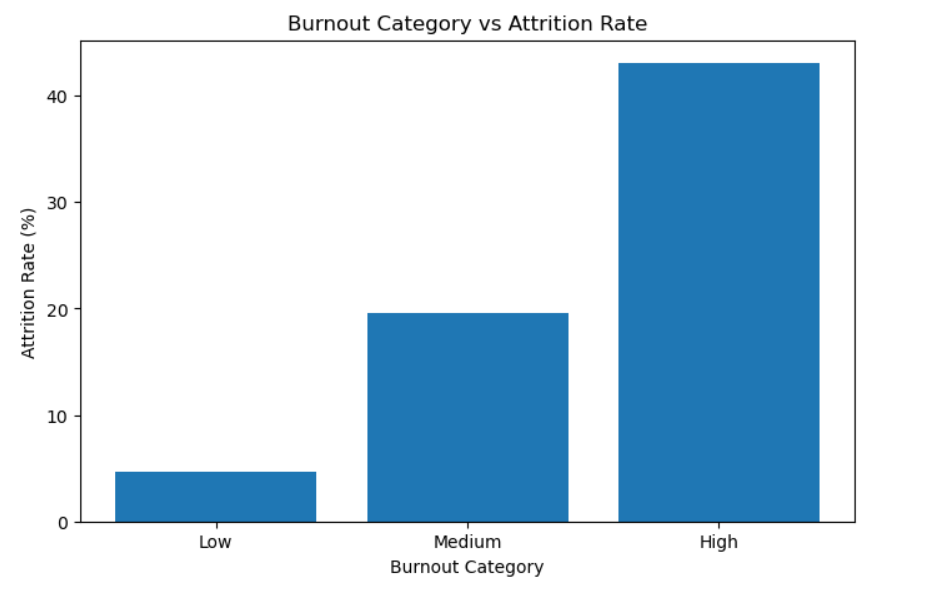 Burnout Category vs Attrition Rate
Attrition Rate (%)
40
30
20
10
0
Low Medium High
Burnout Category